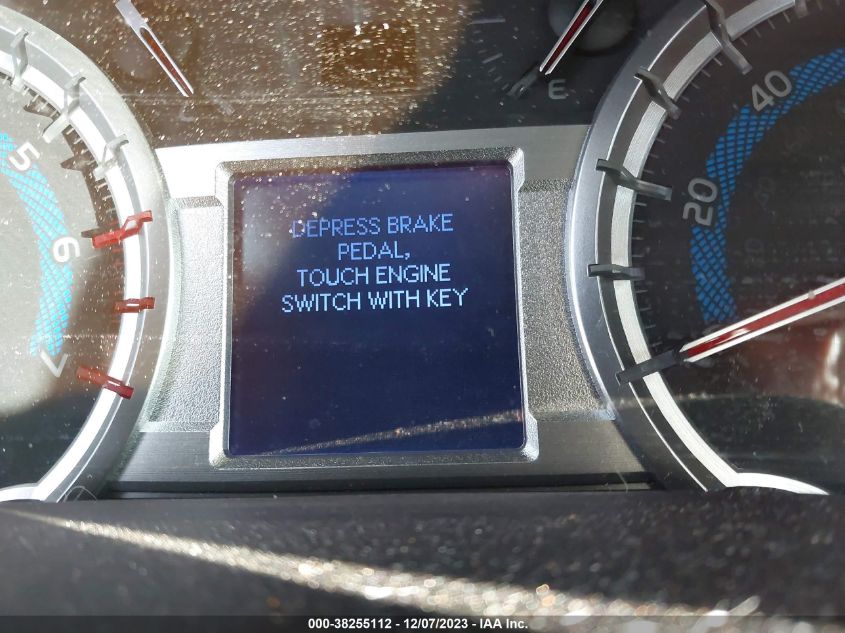 E
40
5
20
6
7
DEPRESS BRAKE
PEDAL,
TOUCH ENGINE
SWITCH WITH KEY
000-38255112 - 12/07/2023 - IAA Inc.